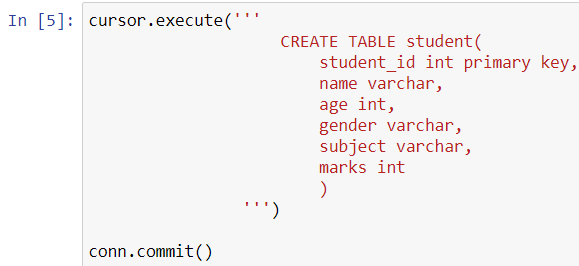 In [5]: cursor.execute('''
CREATE TABLE student(
student_id int primary key,
name varchar,
age int,
gender varchar,
subject varchar,
marks int
)
''')
conn.commit()